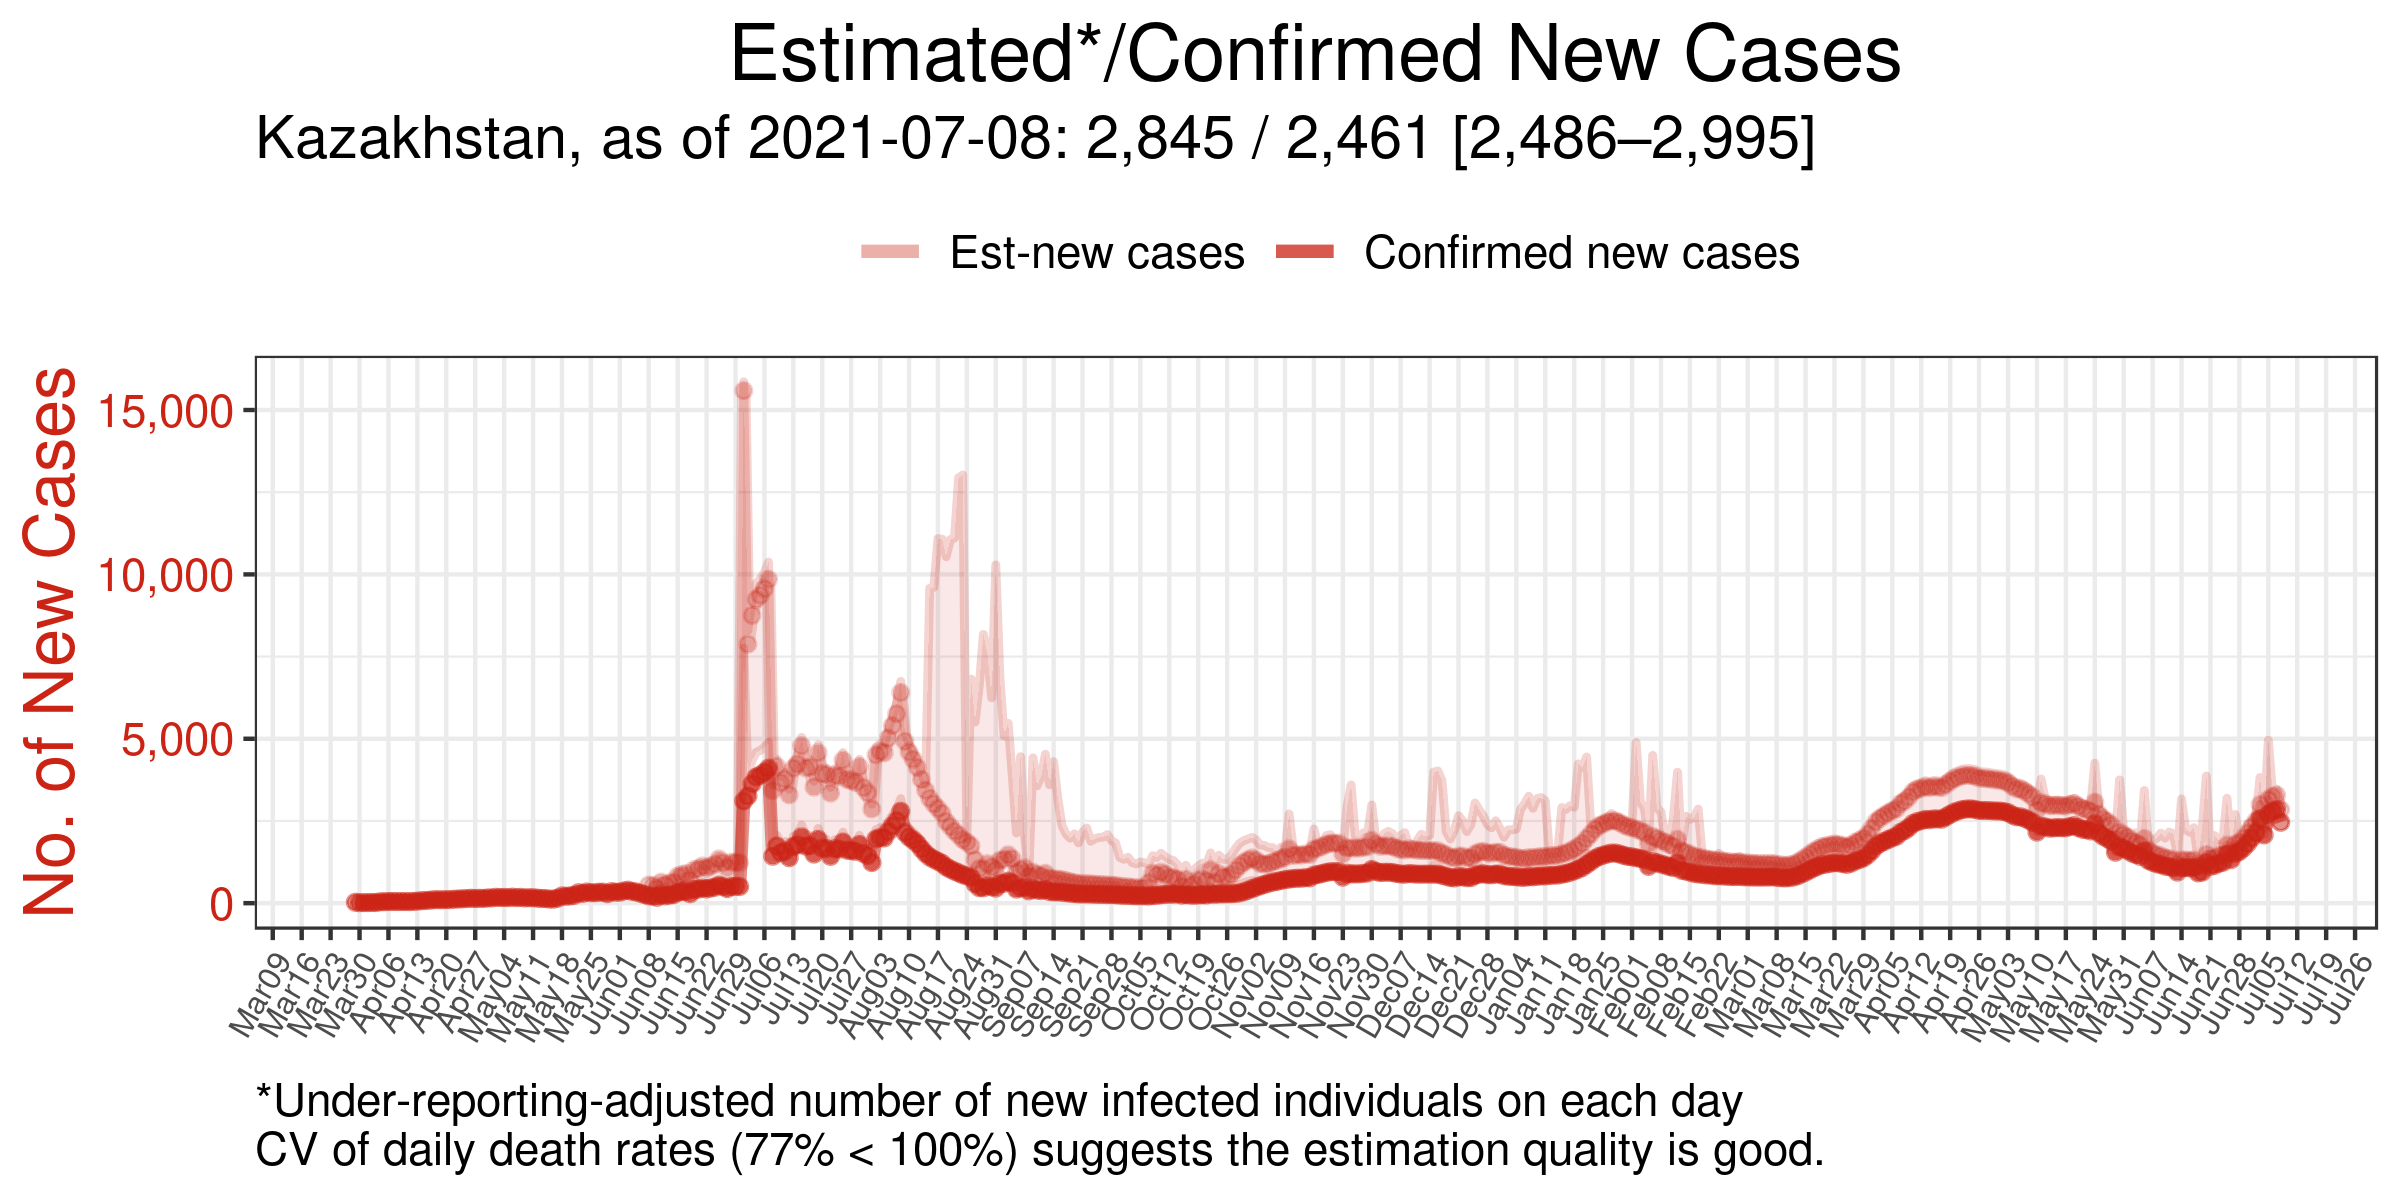 Estimated*/Confirmed New Cases
Kazakhstan, as of 2021-07-08: 2,845 / 2,461 [2,486–2,995]
Est-new cases
Confirmed new cases
No. of New Cases
15,000
10,000
5,000
0
Mar09
Mar16
Mar23
Mar30
Apr06
Apr13
Apr20
Apr27
May04
May11
May18
May25
Jun01
Jun08
Jun15
Jun22
Jun29
Jul06
Jul13
Jul20
Jul27
Aug03
Aug10
Aug17
Aug24
Aug31
Sep07
Sep14
Sep21
Sep28
Oct05
Oct12
Oct19
Oct26
Nov02
Nov09
Nov16
Nov23
Nov30
Dec07
Dec14
Dec21
Dec28
Jan04
Jan11
Jan18
Jan25
Feb01
Feb08
Feb15
Feb22
Mar01
Mar08
Mar15
Mar22
Mar29
Apr05
Apr12
Apr19
Apr26
May03
May10
May17
May24
May31
Jun07
Jun14
Jun21
Jun28
Jul05
Jul12
Jul19
Jul26
*Under-reporting-adjusted number of new infected individuals on each day
CV of daily death rates (77% < 100%) suggests the estimation quality is good.